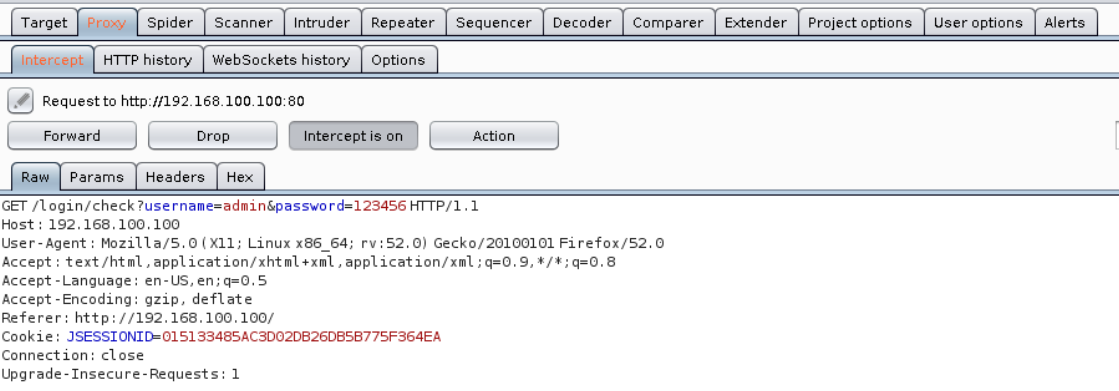 Target Proxy Spider Scanner Intruder Repeater Sequencer Decoder Comparer Extender Project options User options Alerts
Intercept HTTP history WebSockets history Options
Request to http://192.168.100.100:80
Forward Drop Intercept is on Action
Raw Params Headers Hex
GET /login/check?username=admin&password=123456 HTTP/1.1
Host: 192.168.100.100
User-Agent: Mozilla/5.0 (X11; Linux x86_64; rv:52.0) Gecko/20100101 Firefox/52.0
Accept: text/html,application/xhtml+xml,application/xml;q=0.9,*/*;q=0.8
Accept-Language: en-US,en;q=0.5
Accept-Encoding: gzip, deflate
Referer: http://192.168.100.100/
Cookie: JSESSIONID=015133485AC3D02DB26DB5B775F364EA
Connection: close
Upgrade-Insecure-Requests: 1